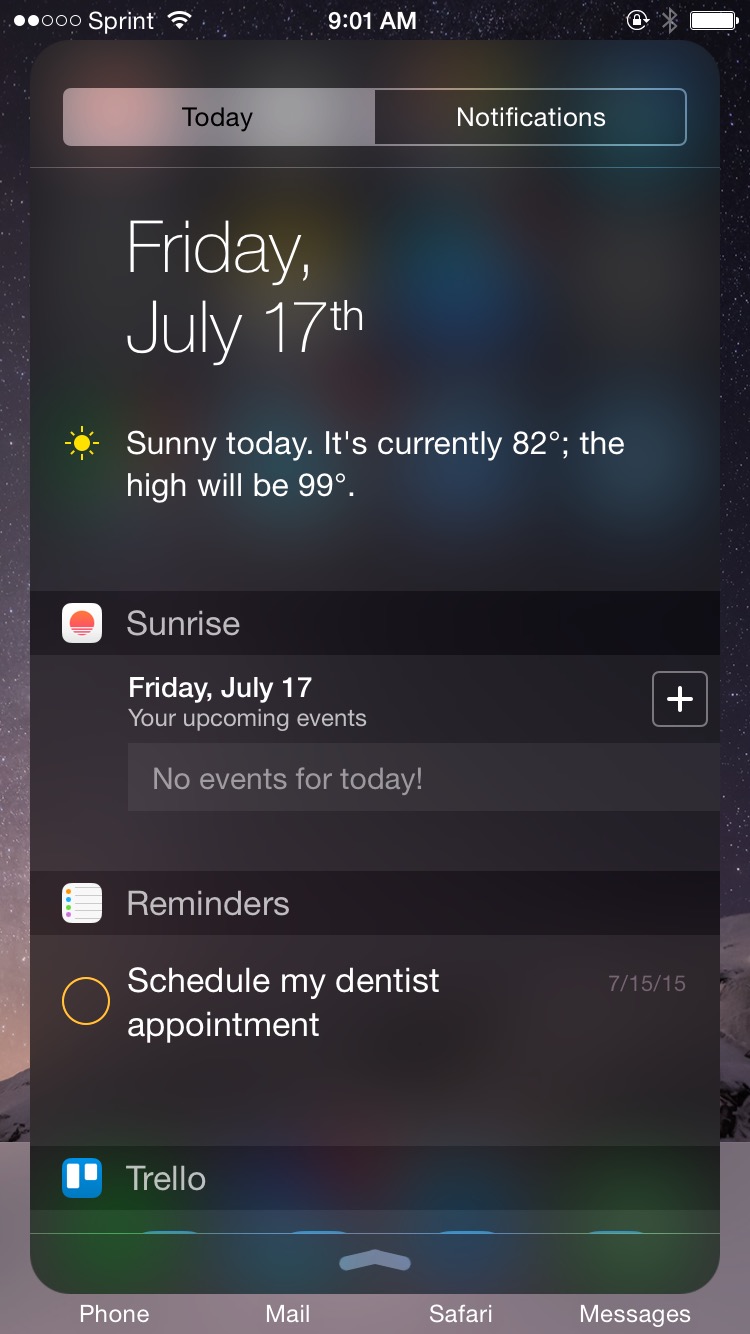 Sprint 9:01 AM
Today Notifications
Friday,
July 17th
Sunny today. It's currently 82°; the
high will be 99°.
Sunrise
Friday, July 17
Your upcoming events
No events for today!
Reminders
Schedule my dentist 7/15/15
appointment
Trello
Phone Mail Safari Messages